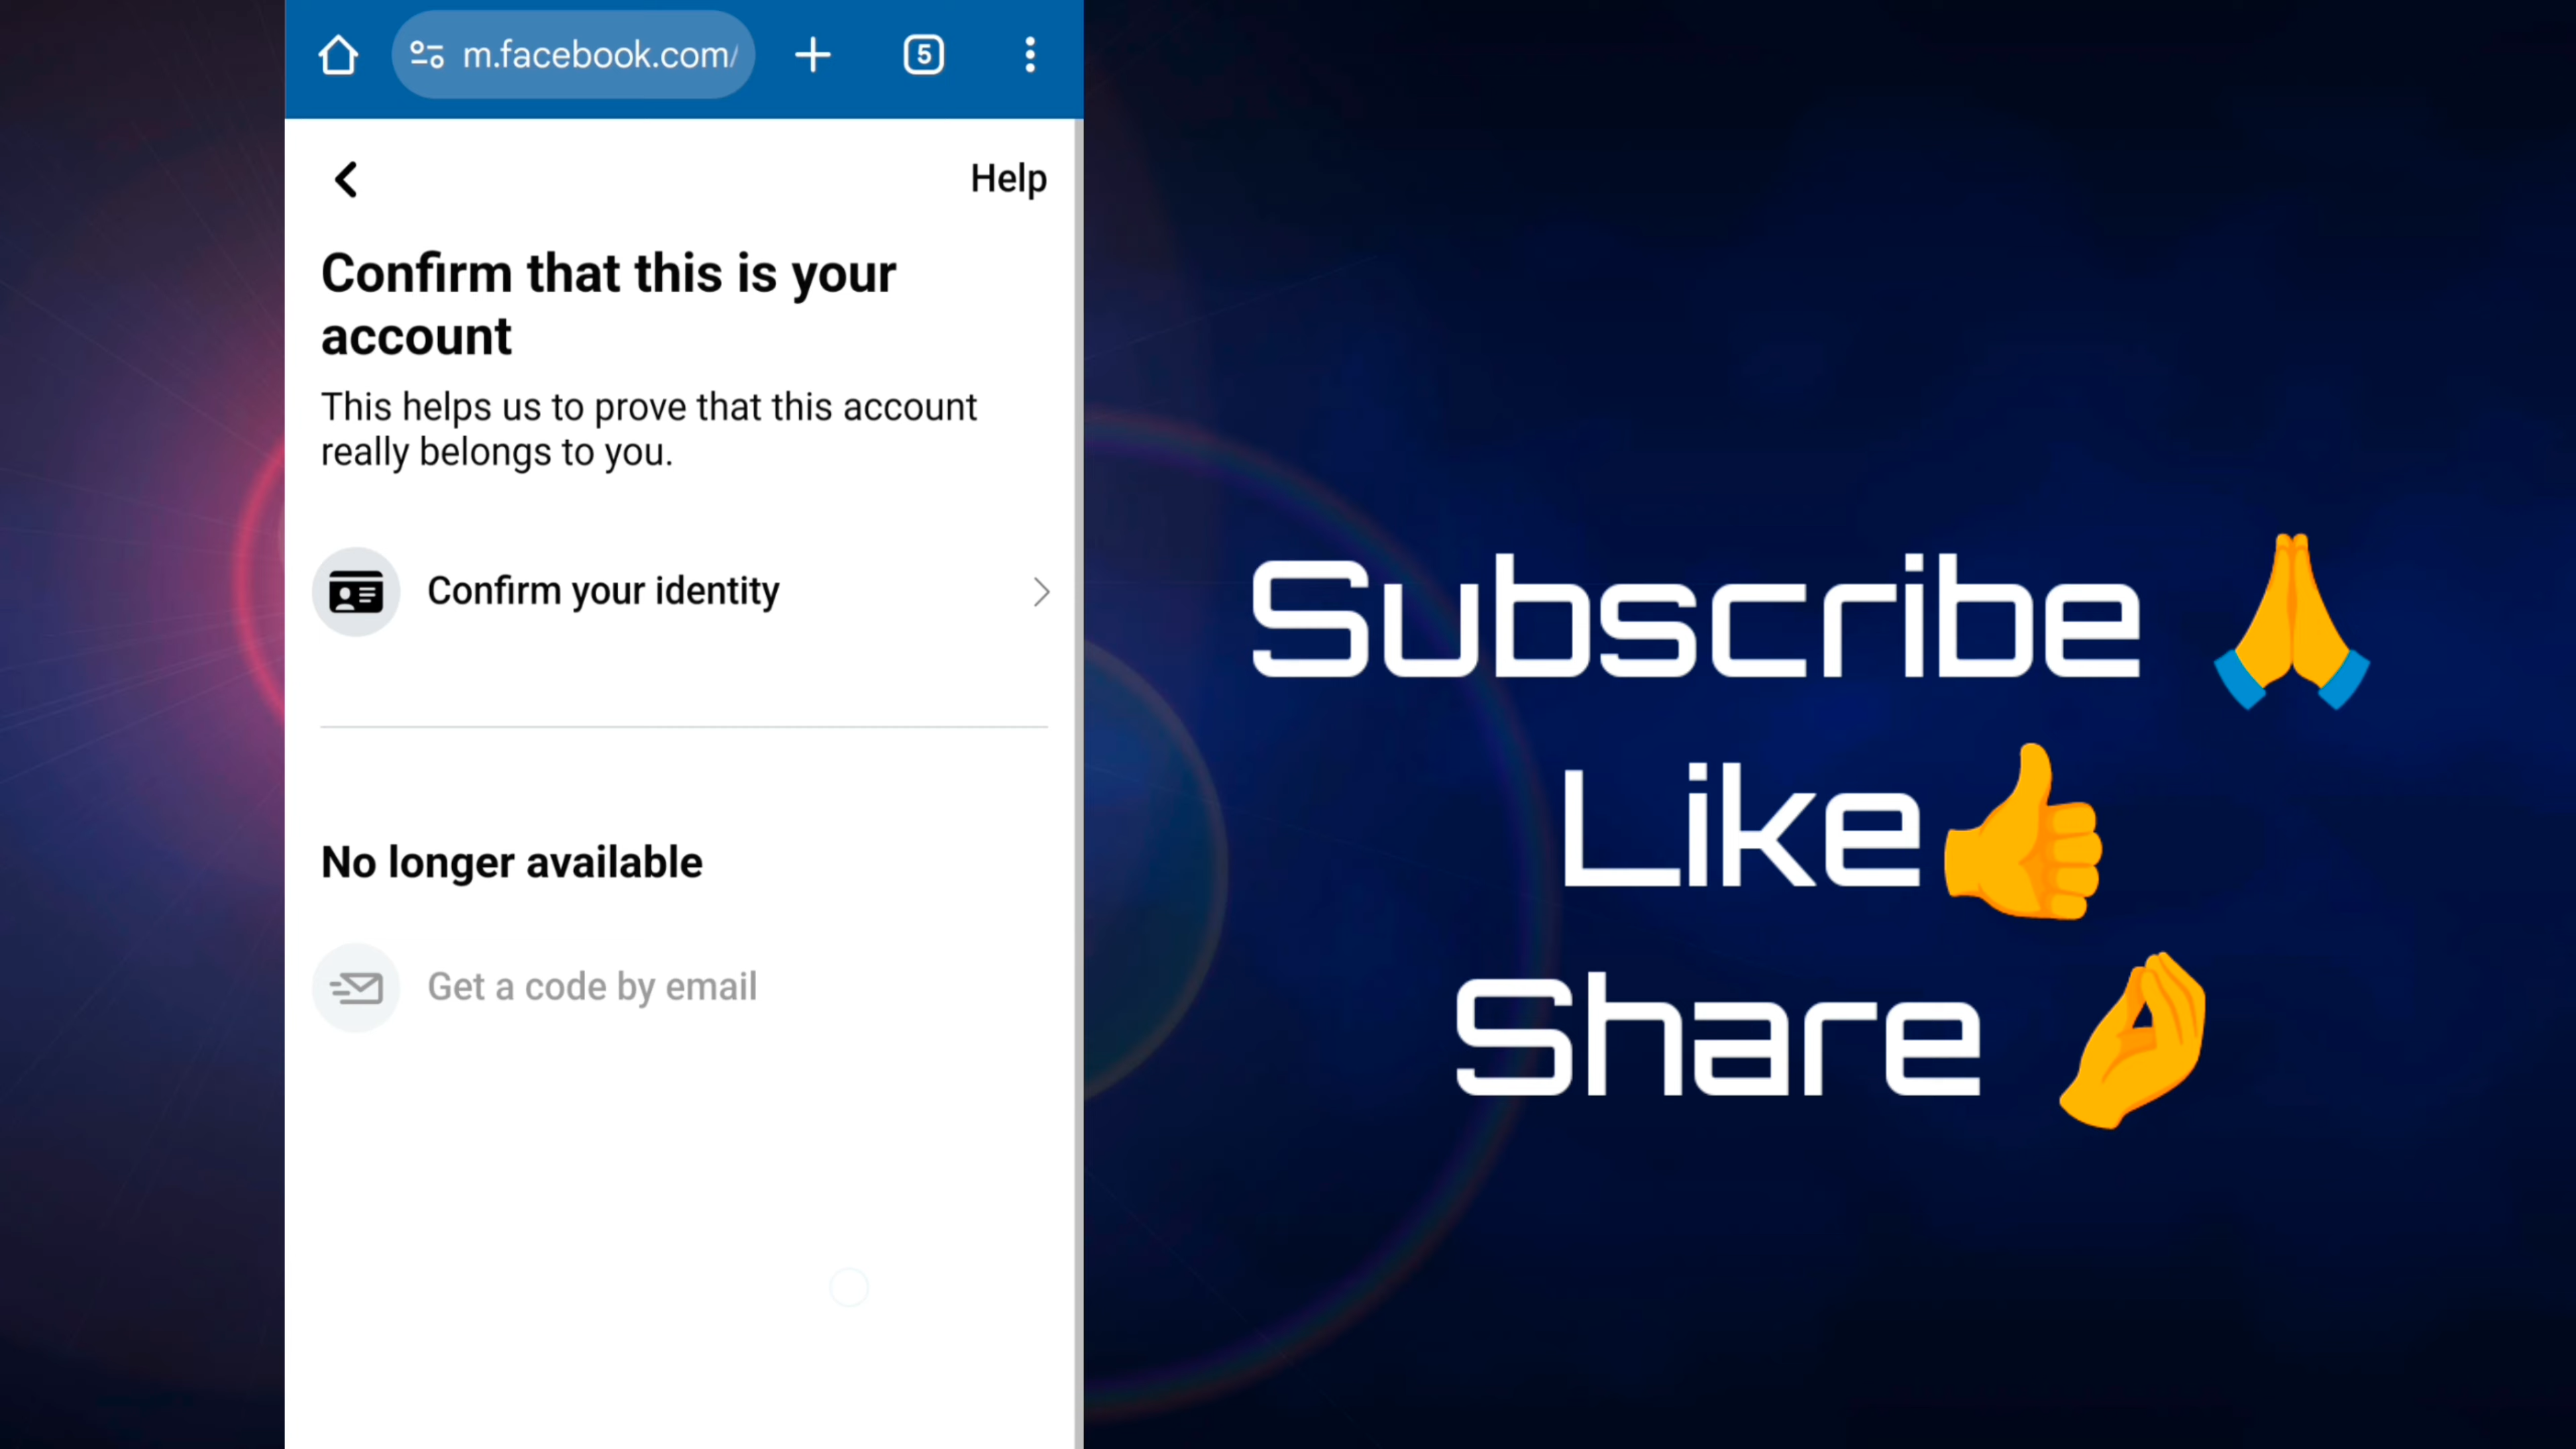 m.facebook.com/
5
Help
Confirm that this is your
account
This helps us to prove that this account
really belongs to you.
Confirm your identity
No longer available
Get a code by email
Subscribe 🙏
Like👍
Share 🤌